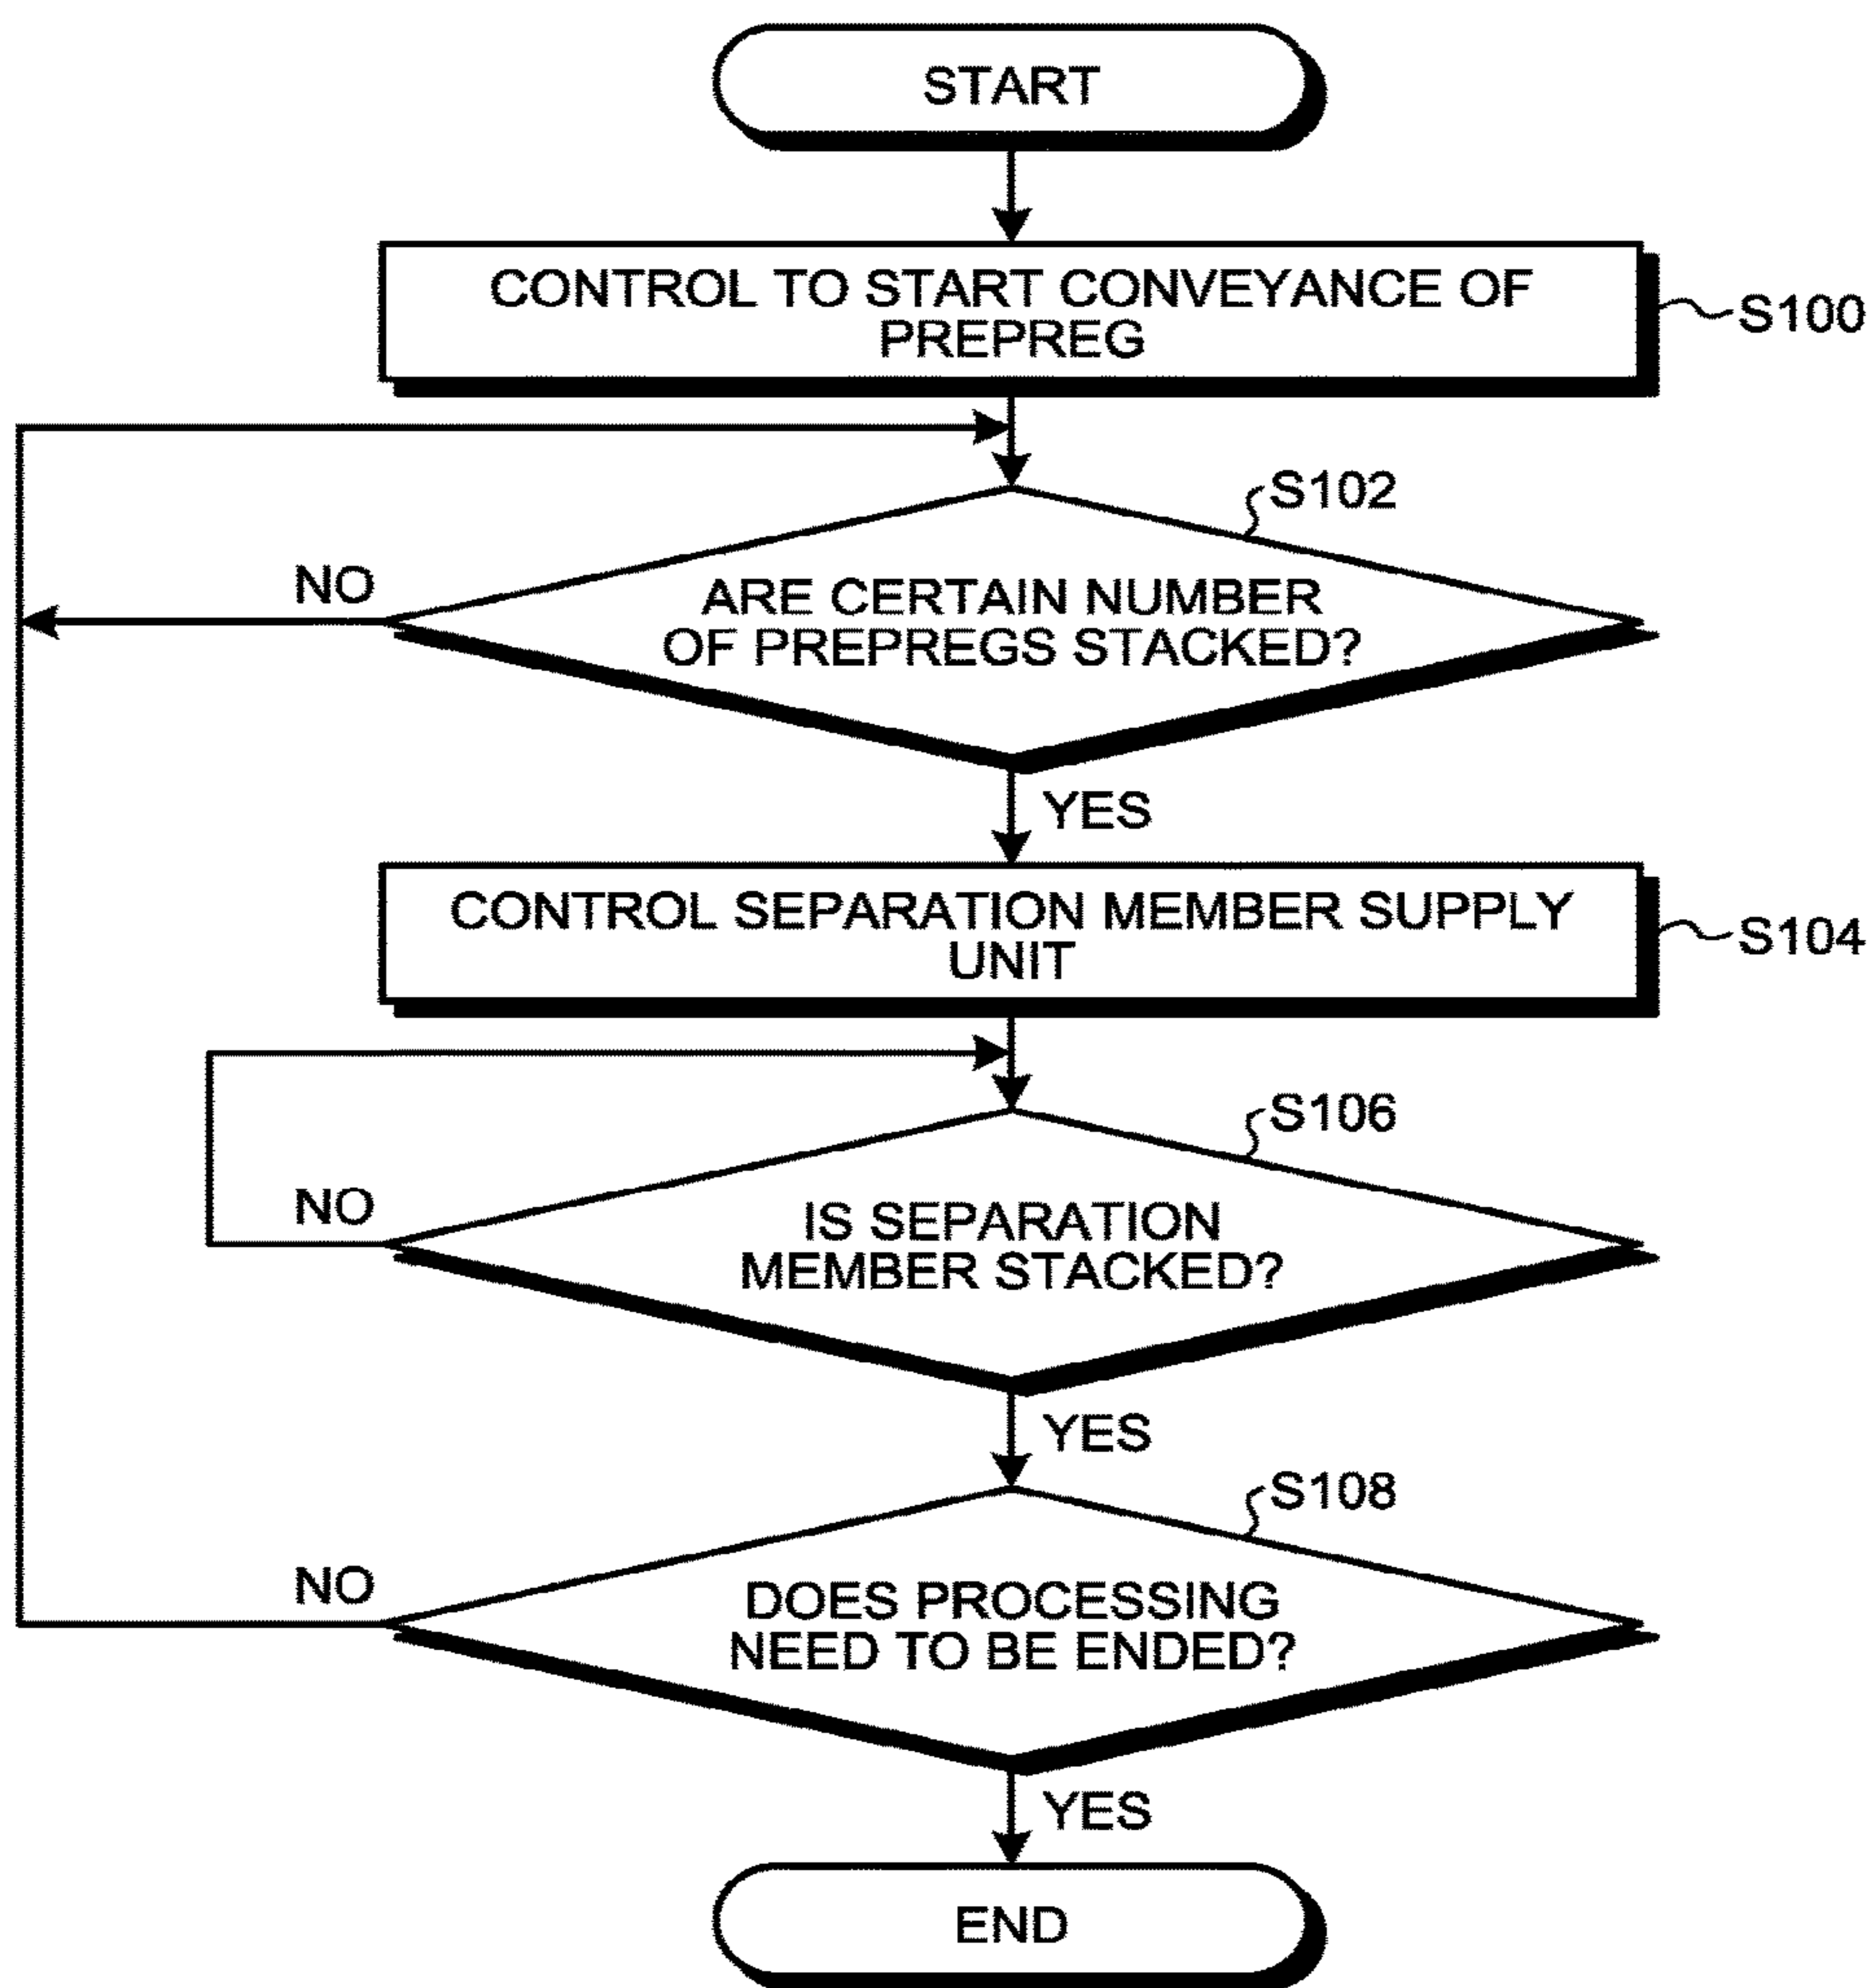 START
CONTROL TO START CONVEYANCE OF
PREPREG
S100
S102
NO
ARE CERTAIN NUMBER
OF PREPREGS STACKED?
YES
CONTROL SEPARATION MEMBER SUPPLY
UNIT
S104
S106
NO
IS SEPARATION
MEMBER STACKED?
YES
S108
NO
DOES PROCESSING
NEED TO BE ENDED?
YES
END